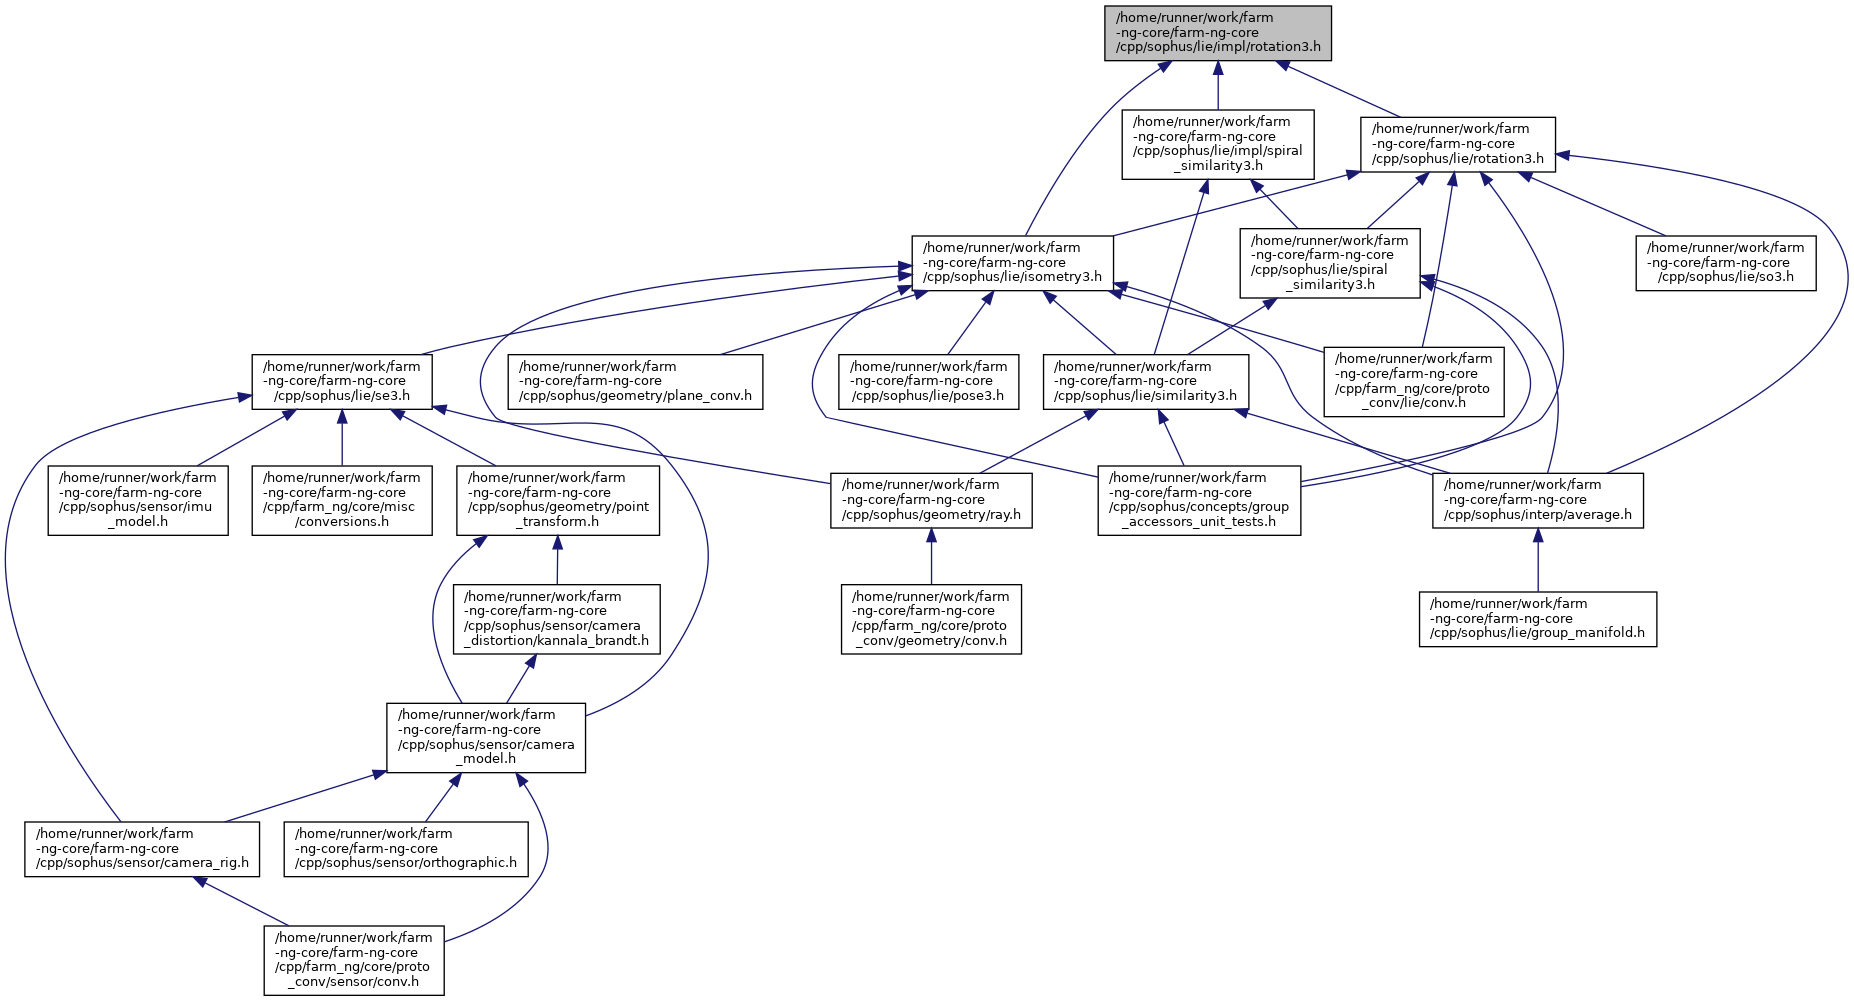 /home/runner/work/farm
-ng-core/farm-ng-core
/cpp/sophus/lie/impl/rotation3.h
/home/runner/work/farm
-ng-core/farm-ng-core
/cpp/sophus/lie/impl/spiral
_similarity3.h
/home/runner/work/farm
-ng-core/farm-ng-core
/cpp/sophus/lie/rotation3.h
/home/runner/work/farm
-ng-core/farm-ng-core
/cpp/sophus/lie/isometry3.h
/home/runner/work/farm
-ng-core/farm-ng-core
/cpp/sophus/lie/spiral
_similarity3.h
/home/runner/work/farm
-ng-core/farm-ng-core
/cpp/sophus/lie/so3.h
/home/runner/work/farm
-ng-core/farm-ng-core
/cpp/sophus/lie/se3.h
/home/runner/work/farm
-ng-core/farm-ng-core
/cpp/sophus/geometry/plane_conv.h
/home/runner/work/farm
-ng-core/farm-ng-core
/cpp/sophus/lie/pose3.h
/home/runner/work/farm
-ng-core/farm-ng-core
/cpp/sophus/lie/similarity3.h
/home/runner/work/farm
-ng-core/farm-ng-core
/cpp/farm_ng/core/proto
_conv/lie/conv.h
/home/runner/work/farm
-ng-core/farm-ng-core
/cpp/sophus/sensor/imu
_model.h
/home/runner/work/farm
-ng-core/farm-ng-core
/cpp/farm_ng/core/misc
/conversions.h
/home/runner/work/farm
-ng-core/farm-ng-core
/cpp/sophus/geometry/point
_transform.h
/home/runner/work/farm
-ng-core/farm-ng-core
/cpp/sophus/geometry/ray.h
/home/runner/work/farm
-ng-core/farm-ng-core
/cpp/sophus/concepts/group
_accessors_unit_tests.h
/home/runner/work/farm
-ng-core/farm-ng-core
/cpp/sophus/interp/average.h
/home/runner/work/farm
-ng-core/farm-ng-core
/cpp/sophus/sensor/camera
_distortion/kannala_brandt.h
/home/runner/work/farm
-ng-core/farm-ng-core
/cpp/farm_ng/core/proto
_conv/geometry/conv.h
/home/runner/work/farm
-ng-core/farm-ng-core
/cpp/sophus/lie/group_manifold.h
/home/runner/work/farm
-ng-core/farm-ng-core
/cpp/sophus/sensor/camera
_model.h
/home/runner/work/farm
-ng-core/farm-ng-core
/cpp/sophus/sensor/camera_rig.h
/home/runner/work/farm
-ng-core/farm-ng-core
/cpp/sophus/sensor/orthographic.h
/home/runner/work/farm
-ng-core/farm-ng-core
/cpp/farm_ng/core/proto
_conv/sensor/conv.h